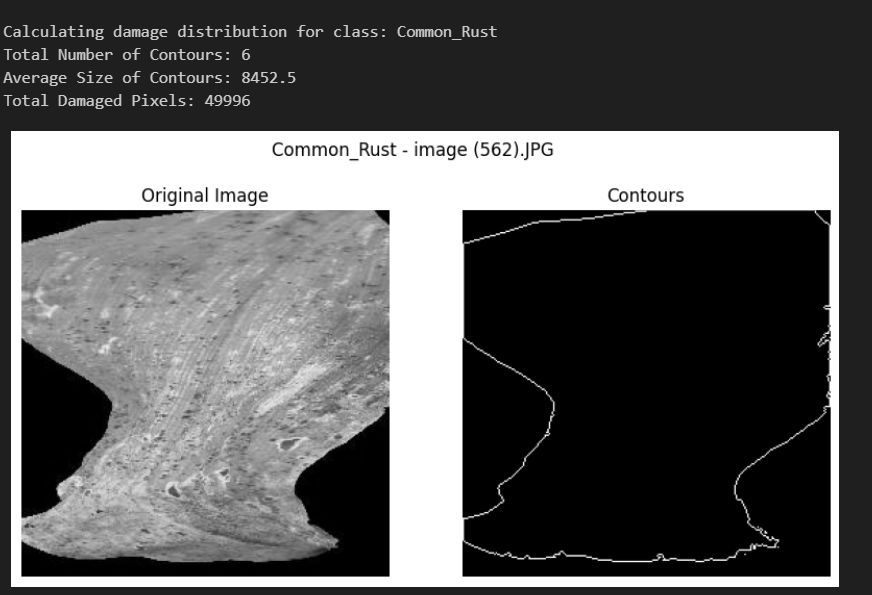 Calculating damage distribution for class: Common_Rust
Total Number of Contours: 6
Average Size of Contours: 8452.5
Total Damaged Pixels: 49996
Common_Rust - image (562).JPG
Original Image
Contours